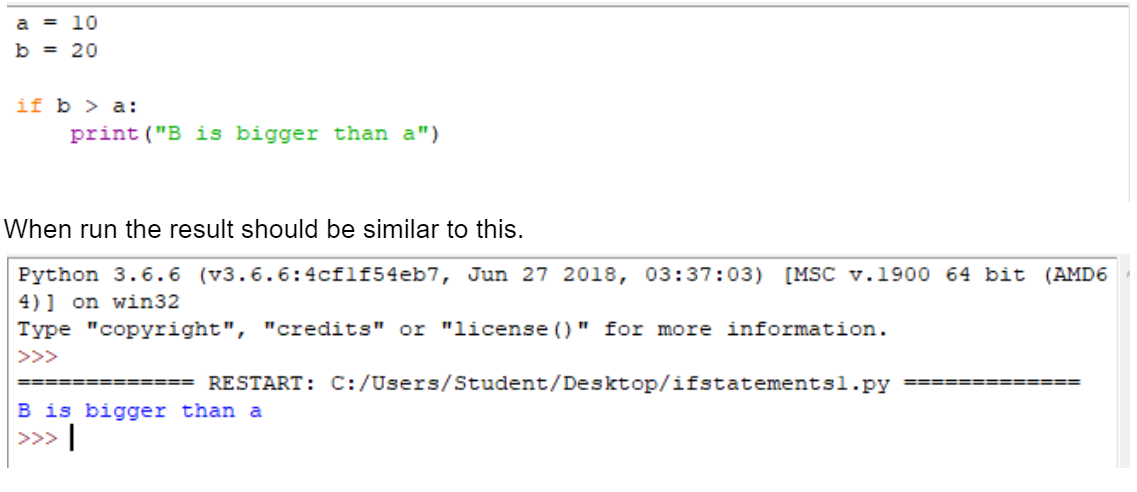 a = 10
b = 20
if b > a:
    print("B is bigger than a")
When run the result should be similar to this.
Python 3.6.6 (v3.6.6:4cf1f54eb7, Jun 27 2018, 03:37:03) [MSC v.1900 64 bit (AMD6
4)] on win32
Type "copyright", "credits" or "license()" for more information.
>>>
============= RESTART: C:/Users/Student/Desktop/ifstatements1.py =============
B is bigger than a
>>>